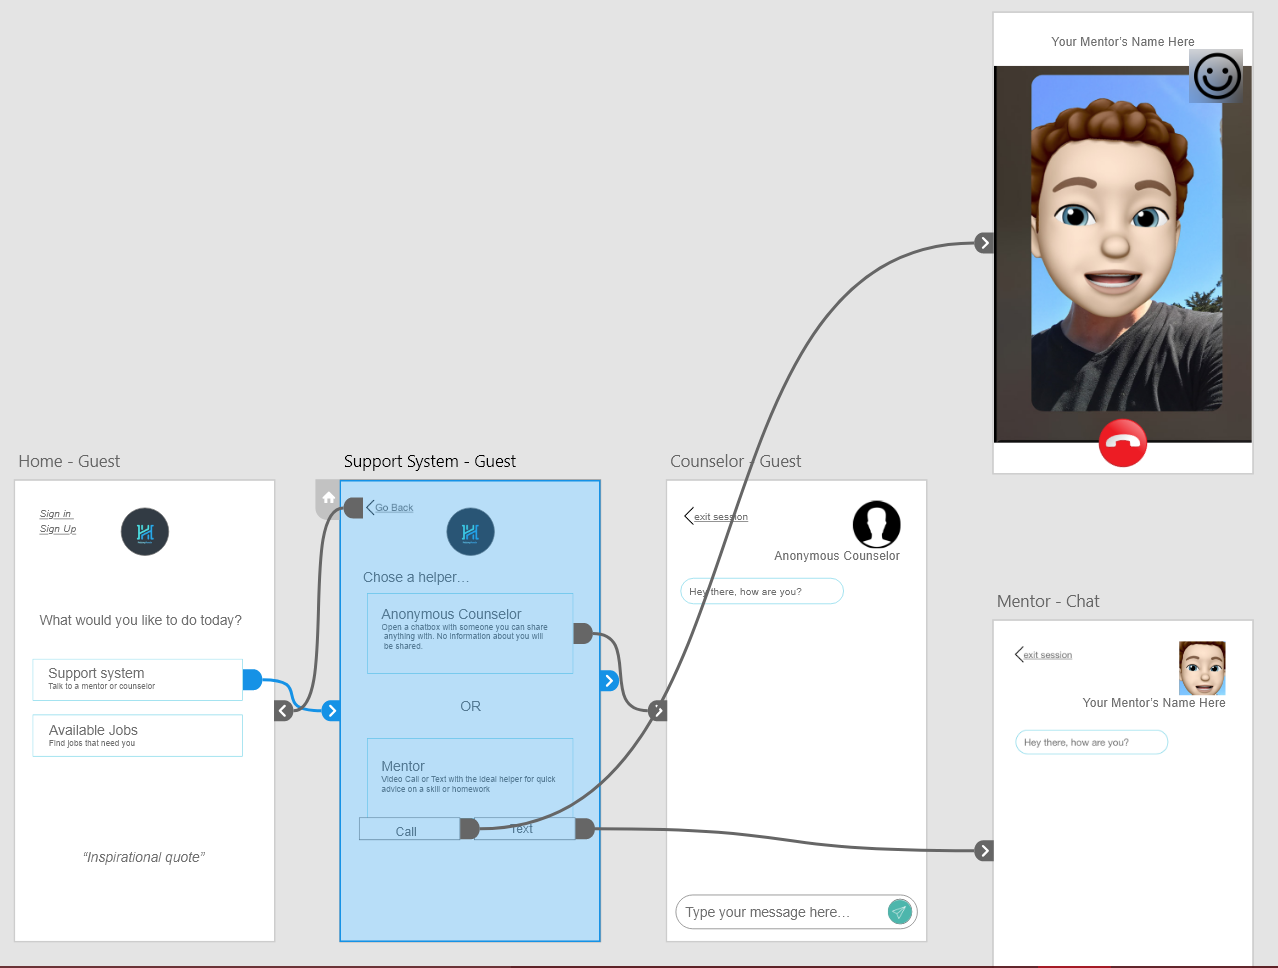 Your Mentor's Name Here
Home - Guest
Sign in
Sign Up
What would you like to do today?
Support system
Talk to a mentor or counselor
Available Jobs
Find jobs that need you
“Inspirational quote”
Support System - Guest
Go Back
Chose a helper...
Anonymous Counselor
Open a chatbox with someone you can share
anything with. No information about you will
be shared.
OR
Mentor
Video Call or Text with the ideal helper for quick
advice on a skill or homework
Call
Text
Counselor - Guest
exit session
Anonymous Counselor
Hey there, how are you?
Type your message here...
Mentor - Chat
exit session
Your Mentor's Name Here
Hey there, how are you?